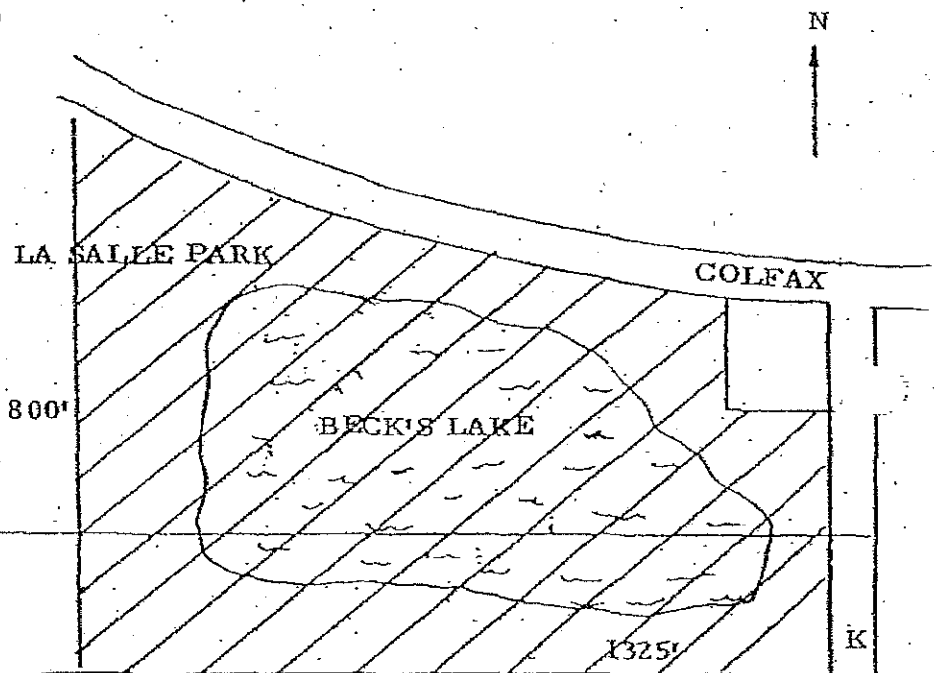 N
LA SALLE PARK
COLFAX
800'
BECK'S LAKE
1325'
K